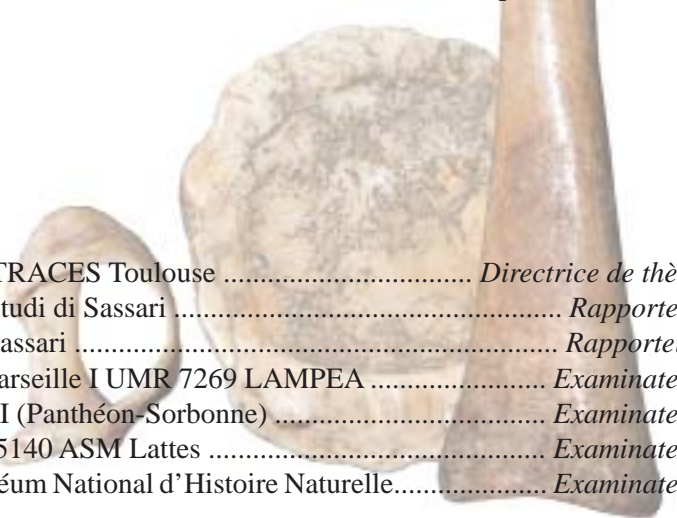 TRACES Toulouse ................................. Directrice de thè
tudi di Sassari .................................................... Rapporte
assari ................................................................ Rapporte
arseille I UMR 7269 LAMPEA ....................... Examinate
I (Panthéon-Sorbonne) ................................... Examinate
5140 ASM Lattes ............................................ Examinate
éum National d’Histoire Naturelle.................... Examinate